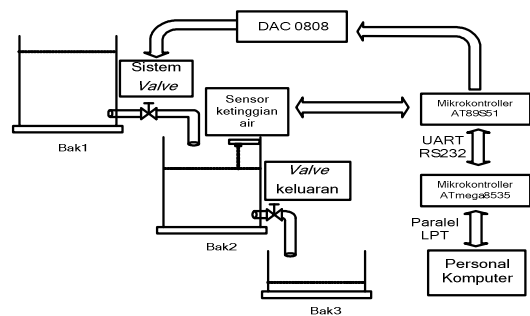 DAC 0808
Sistem
Valve
Sensor
ketinggian
air
Mikrokontroller
AT89S51
Bak1
UART
RS232
Valve
keluaran
Mikrokontroller
ATmega8535
Bak2
Paralel
LPT
Personal
Komputer
Bak3